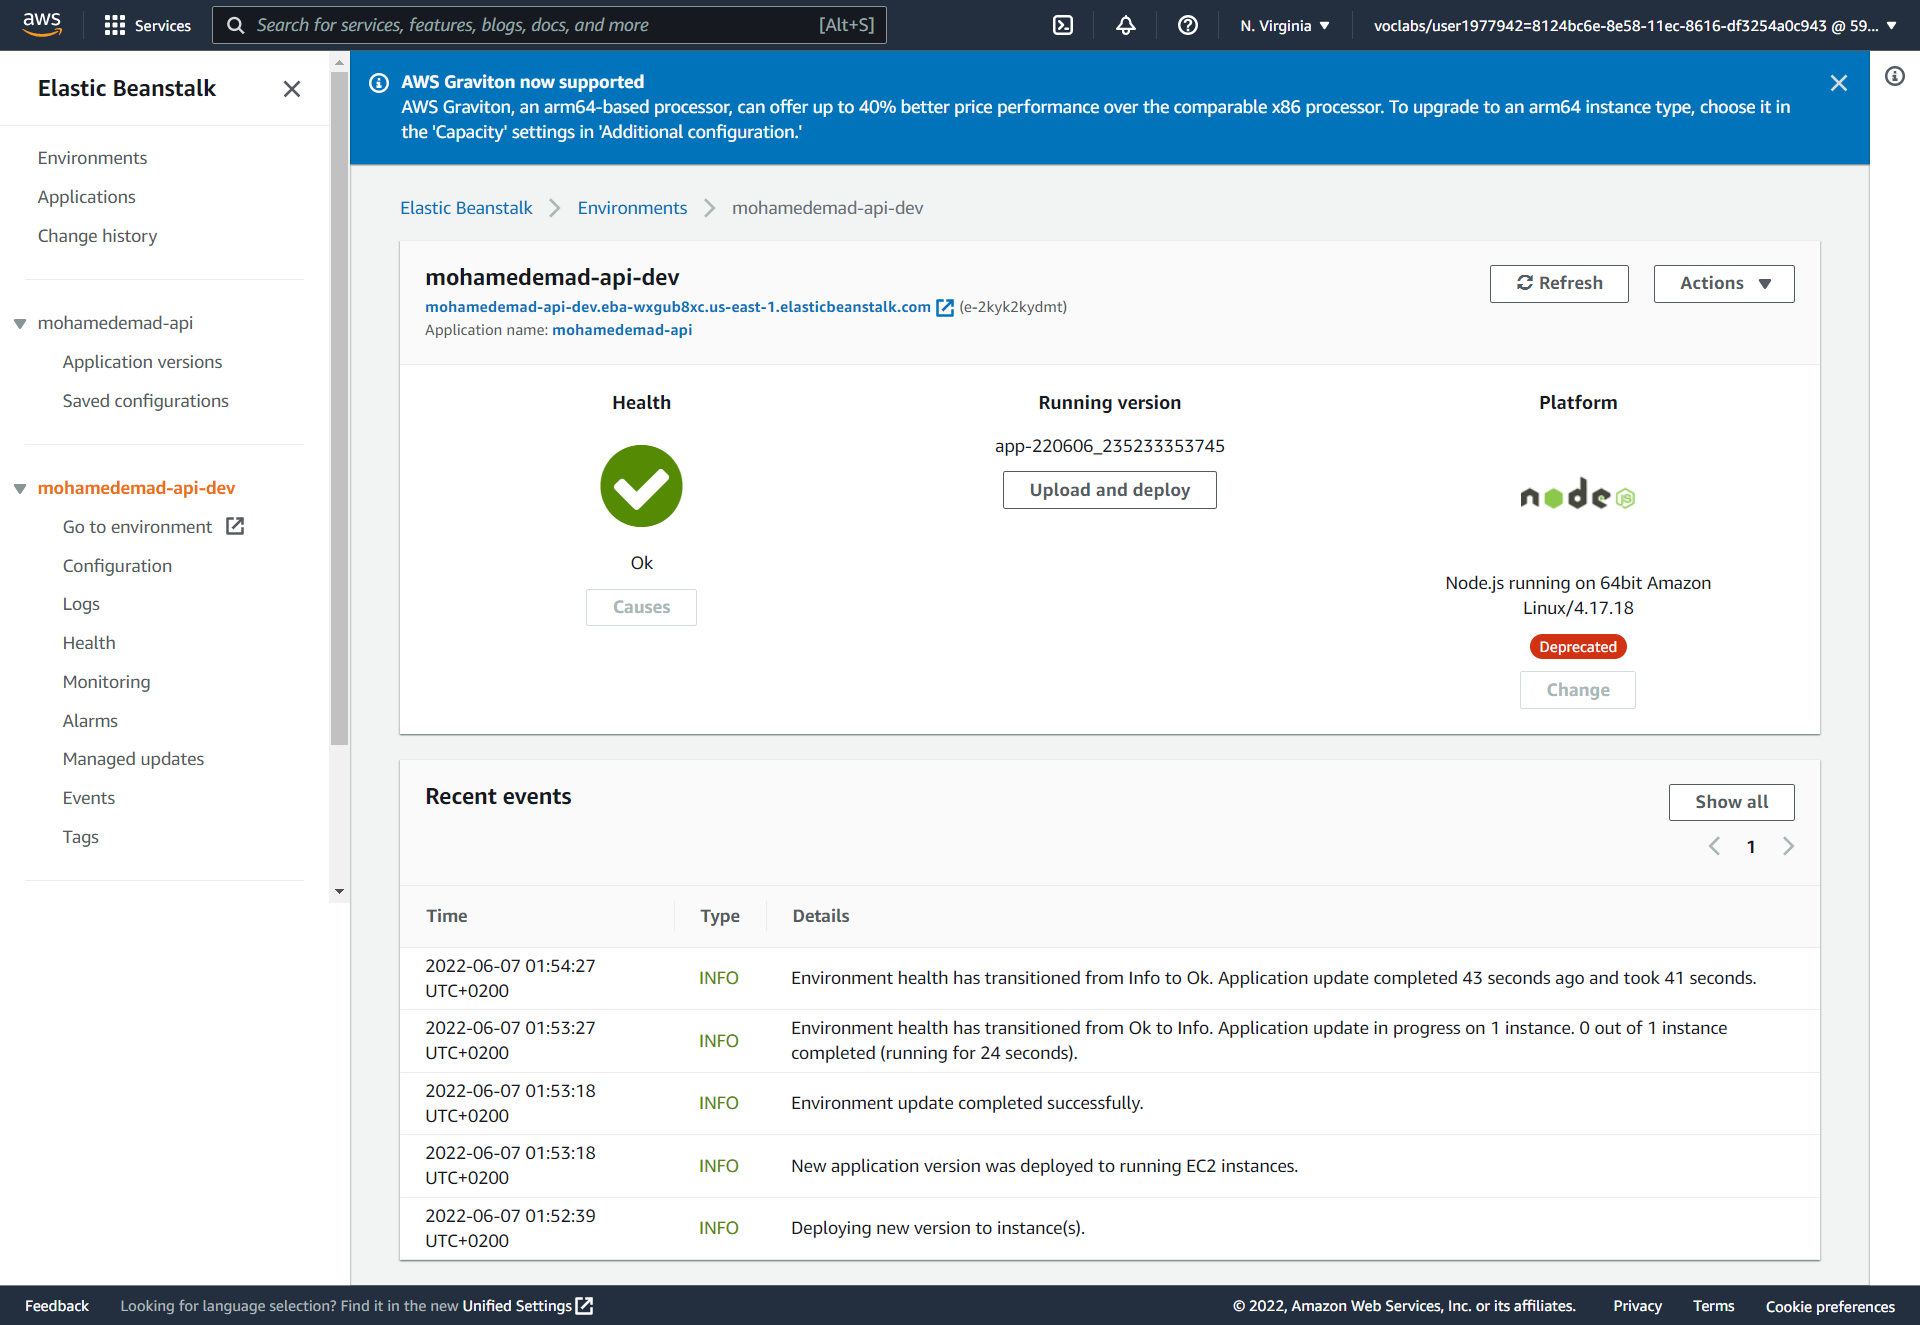 aws
Services
Search for services, features, blogs, docs, and more
[Alt+S]
N. Virginia
voclabs/user1977942=8124bc6e-8e58-11ec-8616-df3254a0c943 @ 59...
Elastic Beanstalk
Environments
Applications
Change history
mohamedemad-api
Application versions
Saved configurations
mohamedemad-api-dev
Go to environment
Configuration
Logs
Health
Monitoring
Alarms
Managed updates
Events
Tags
AWS Graviton now supported
AWS Graviton, an arm64-based processor, can offer up to 40% better price performance over the comparable x86 processor. To upgrade to an arm64 instance type, choose it in
the 'Capacity' settings in 'Additional configuration.'
Elastic Beanstalk
Environments
mohamedemad-api-dev
mohamedemad-api-dev
mohamedemad-api-dev.eba-wxgub8xc.us-east-1.elasticbeanstalk.com (e-2kyk2kydmt)
Application name: mohamedemad-api
Refresh
Actions
Health
Ok
Causes
Running version
app-220606_235233353745
Upload and deploy
Platform
node JS
Node.js running on 64bit Amazon
Linux/4.17.18
Deprecated
Change
Recent events
Show all
1
Time
Type
Details
2022-06-07 01:54:27
UTC+0200
INFO
Environment health has transitioned from Info to Ok. Application update completed 43 seconds ago and took 41 seconds.
2022-06-07 01:53:27
UTC+0200
INFO
Environment health has transitioned from Ok to Info. Application update in progress on 1 instance. 0 out of 1 instance
completed (running for 24 seconds).
2022-06-07 01:53:18
UTC+0200
INFO
Environment update completed successfully.
2022-06-07 01:53:18
UTC+0200
INFO
New application version was deployed to running EC2 instances.
2022-06-07 01:52:39
UTC+0200
INFO
Deploying new version to instance(s).
Feedback
Looking for language selection? Find it in the new Unified Settings
© 2022, Amazon Web Services, Inc. or its affiliates.
Privacy
Terms
Cookie preferences